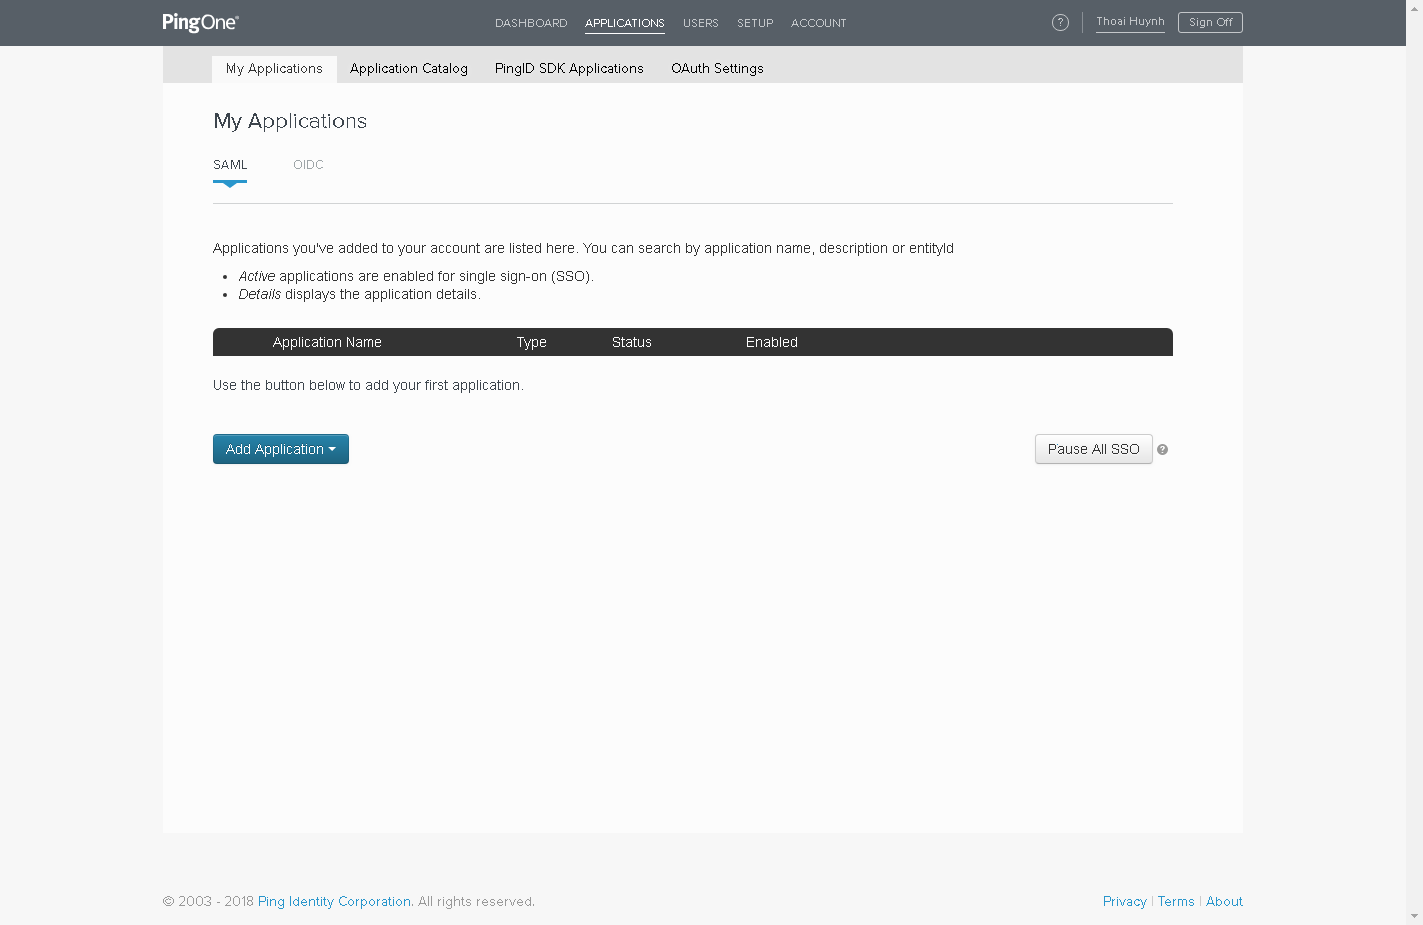 PingOne® DASHBOARD APPLICATIONS USERS SETUP ACCOUNT ? Thoai Huynh Sign Off
My Applications Application Catalog PingID SDK Applications OAuth Settings
My Applications
SAML OIDC
Applications you've added to your account are listed here. You can search by application name, description or entityId
• Active applications are enabled for single sign-on (SSO).
• Details displays the application details.
Application Name Type Status Enabled
Use the button below to add your first application.
Add Application Pause All SSO ?
© 2003 - 2018 Ping Identity Corporation. All rights reserved. Privacy | Terms | About